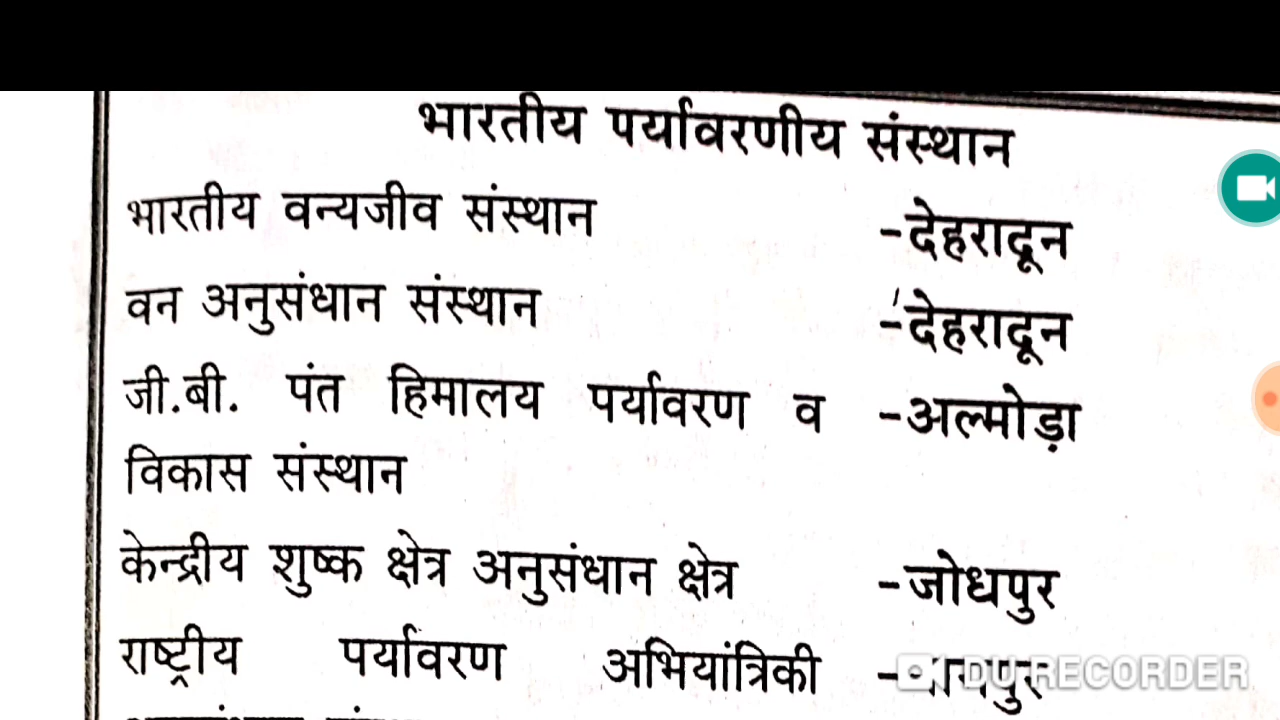 भारतीय पर्यावरणीय संस्थान
भारतीय वन्यजीव संस्थान -देहरादून
वन अनुसंधान संस्थान -देहरादून
जी.बी. पंत हिमालय पर्यावरण व -अल्मोड़ा
विकास संस्थान
केन्द्रीय शुष्क क्षेत्र अनुसंधान क्षेत्र -जोधपुर
राष्ट्रीय पर्यावरण अभियांत्रिकी
DU RECORDER